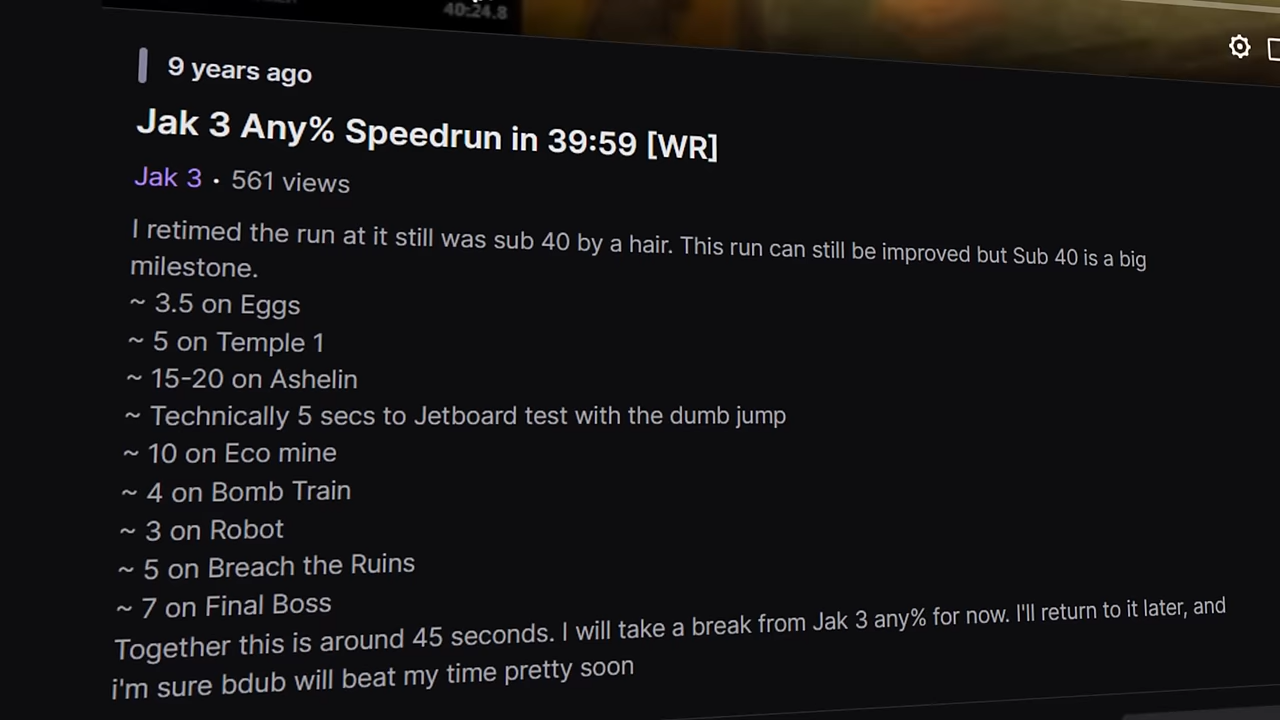 40:24.8
9 years ago
Jak 3 Any% Speedrun in 39:59 [WR]
Jak 3 · 561 views
I retimed the run at it still was sub 40 by a hair. This run can still be improved but Sub 40 is a big
milestone.
~ 3.5 on Eggs
~ 5 on Temple 1
~ 15-20 on Ashelin
~ Technically 5 secs to Jetboard test with the dumb jump
~ 10 on Eco mine
~ 4 on Bomb Train
~ 3 on Robot
~ 5 on Breach the Ruins
~ 7 on Final Boss
Together this is around 45 seconds. I will take a break from Jak 3 any% for now. I'll return to it later, and
i'm sure bdub will beat my time pretty soon